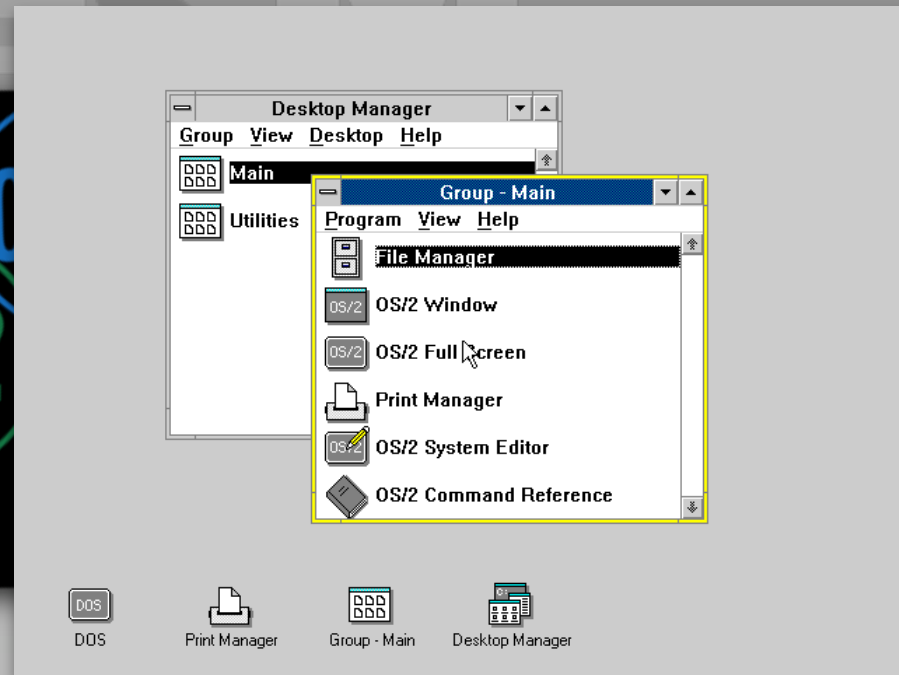 Desktop Manager
Group View Desktop Help
Main
Utilities
Group - Main
Program View Help
File Manager
OS/2 Window
OS/2
OS/2 Full Screen
OS/2
Print Manager
OS/2 System Editor
OS/2
OS/2 Command Reference
DOS
DOS
Print Manager
Group - Main
C:
Desktop Manager